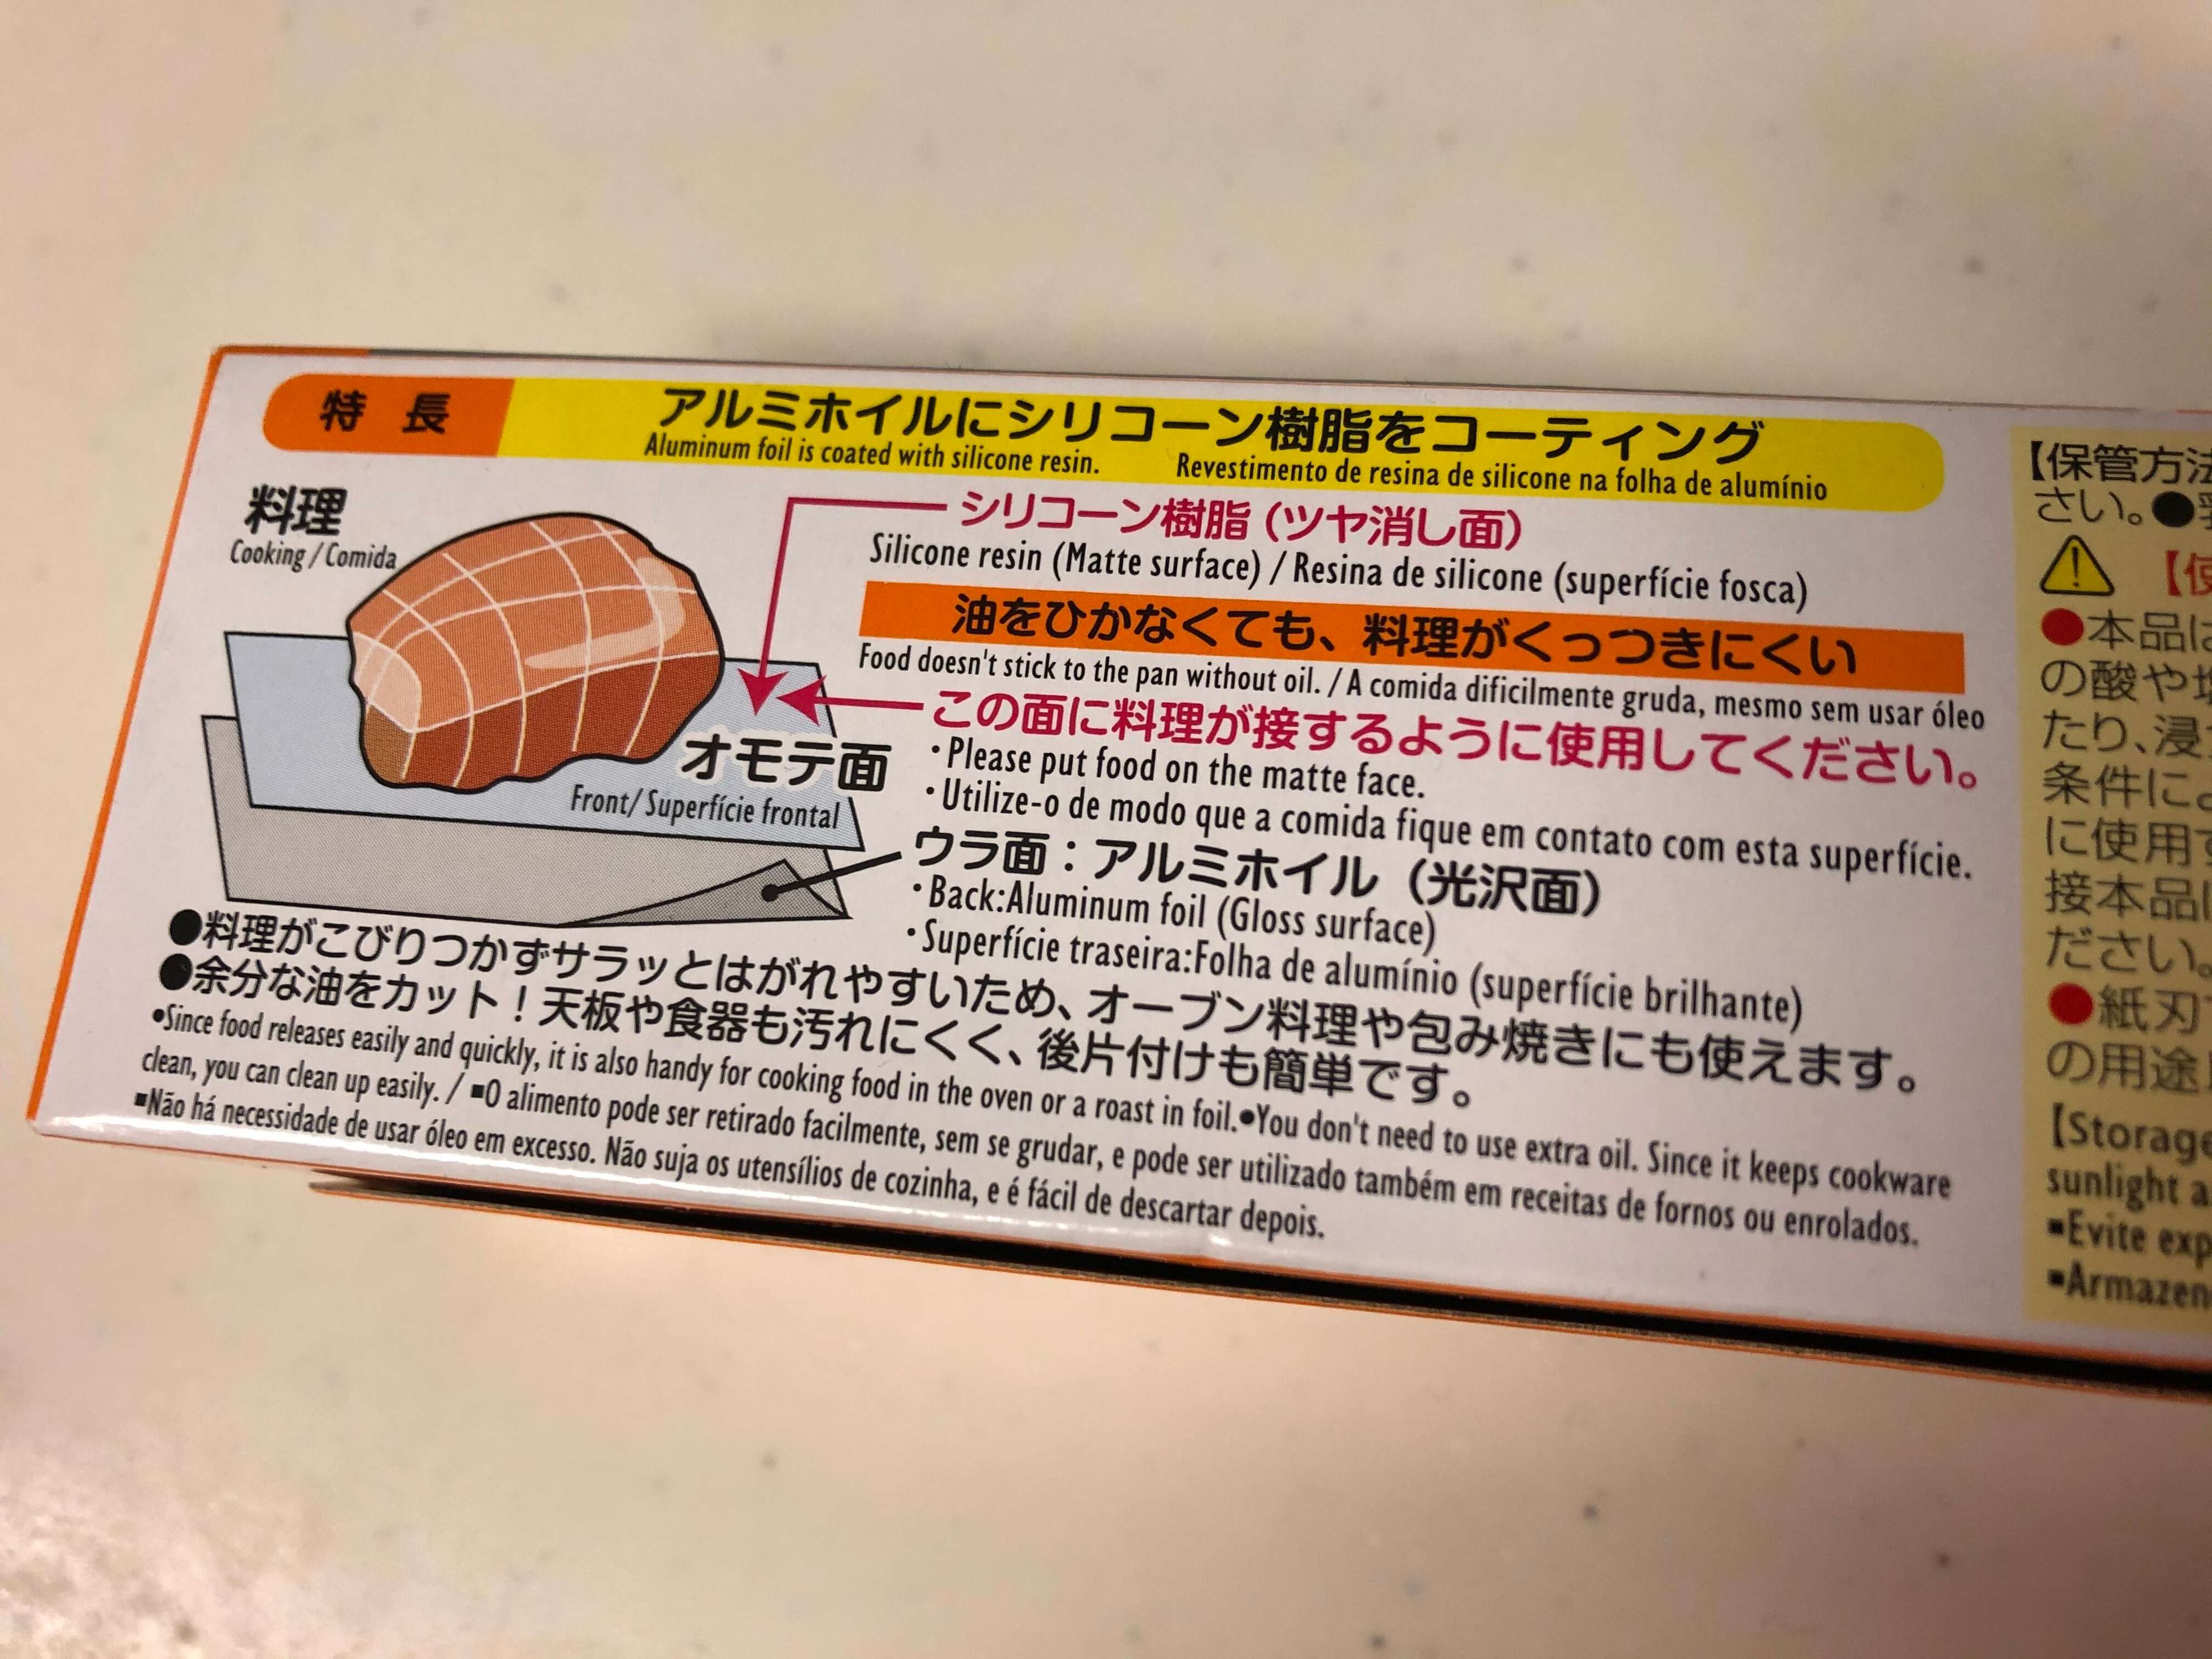 特長
アルミホイルにシリコーン樹脂をコーティング
Aluminum foil is coated with silicone resin. Revestimento de resina de silicone na folha de alumínio
料理
Cooking / Comida
シリコーン樹脂（ツヤ消し面）
Silicone resin (Matte surface) / Resina de silicone (superfície fosca)
油をひかなくても、料理がくっつきにくい
Food doesn't stick to the pan without oil. / A comida dificilmente gruda, mesmo sem usar óleo
この面に料理が接するように使用してください。
・Please put food on the matte face.
・Utilize-o de modo que a comida fique em contato com esta superfície.
オモテ面
Front/ Superfície frontal
ウラ面：アルミホイル（光沢面）
・Back:Aluminum foil (Gloss surface)
・Superfície traseira:Folha de alumínio (superfície brilhante)
●料理がこびりつかずサラッとはがれやすいため、オーブン料理や包み焼きにも使えます。
●余分な油をカット！天板や食器も汚れにくく、後片付けも簡単です。
•Since food releases easily and quickly, it is also handy for cooking food in the oven or a roast in foil.•You don't need to use extra oil. Since it keeps cookware
clean, you can clean up easily. / ■O alimento pode ser retirado facilmente, sem se grudar, e pode ser utilizado também em receitas de fornos ou enrolados.
■Não há necessidade de usar óleo em excesso. Não suja os utensílios de cozinha, e é fácil de descartar depois.
【保管方法
さい。●
【使
●本品は
の酸や塩
たり、浸
条件によ
に使用す
接本品
ださい。
●紙刃
の用途
【Storage
sunlight a
■Evite exp
■Armazen